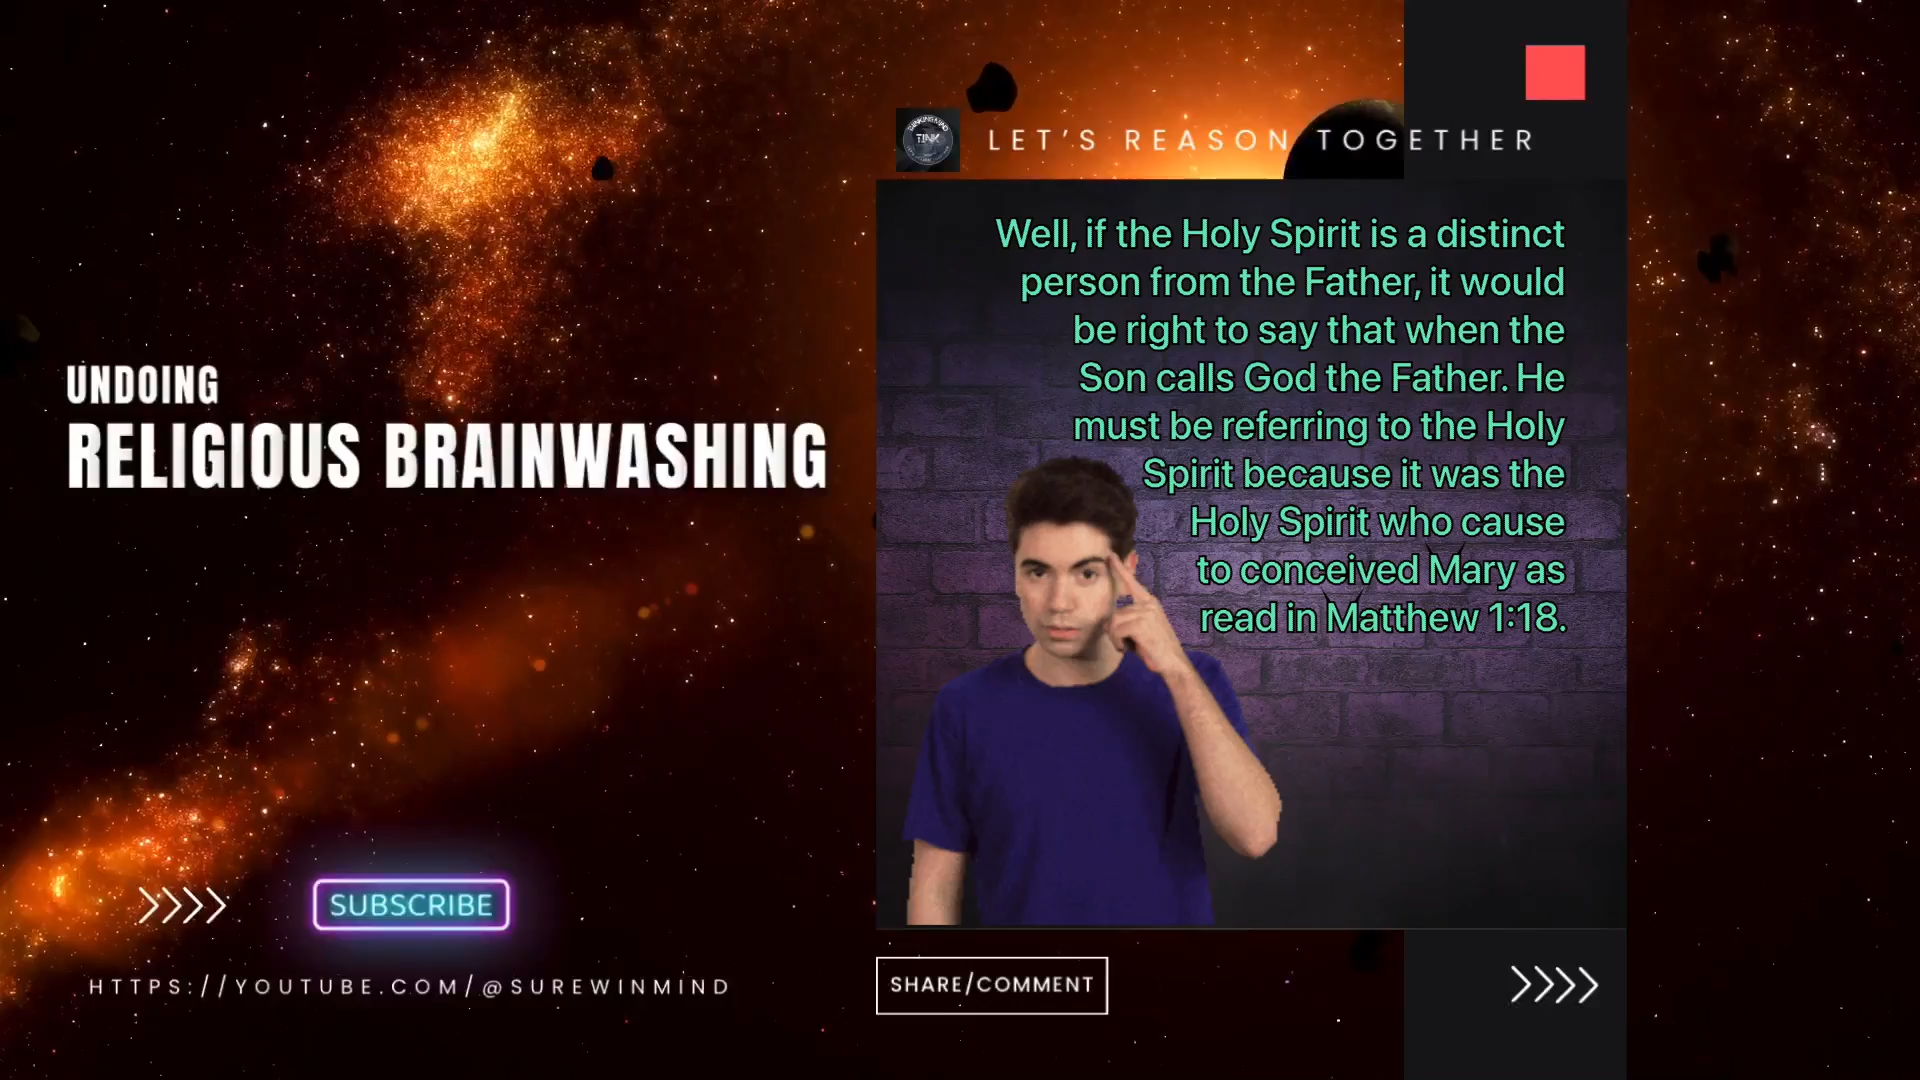 UNDOING
RELIGIOUS BRAINWASHING
SUBSCRIBE
HTTPS://YOUTUBE.COM/@SUREWINMIND
LET'S REASON TOGETHER
Well, if the Holy Spirit is a distinct
person from the Father, it would
be right to say that when the
Son calls God the Father. He
must be referring to the Holy
Spirit because it was the
Holy Spirit who cause
to conceived Mary as
read in Matthew 1:18.
SHARE/COMMENT